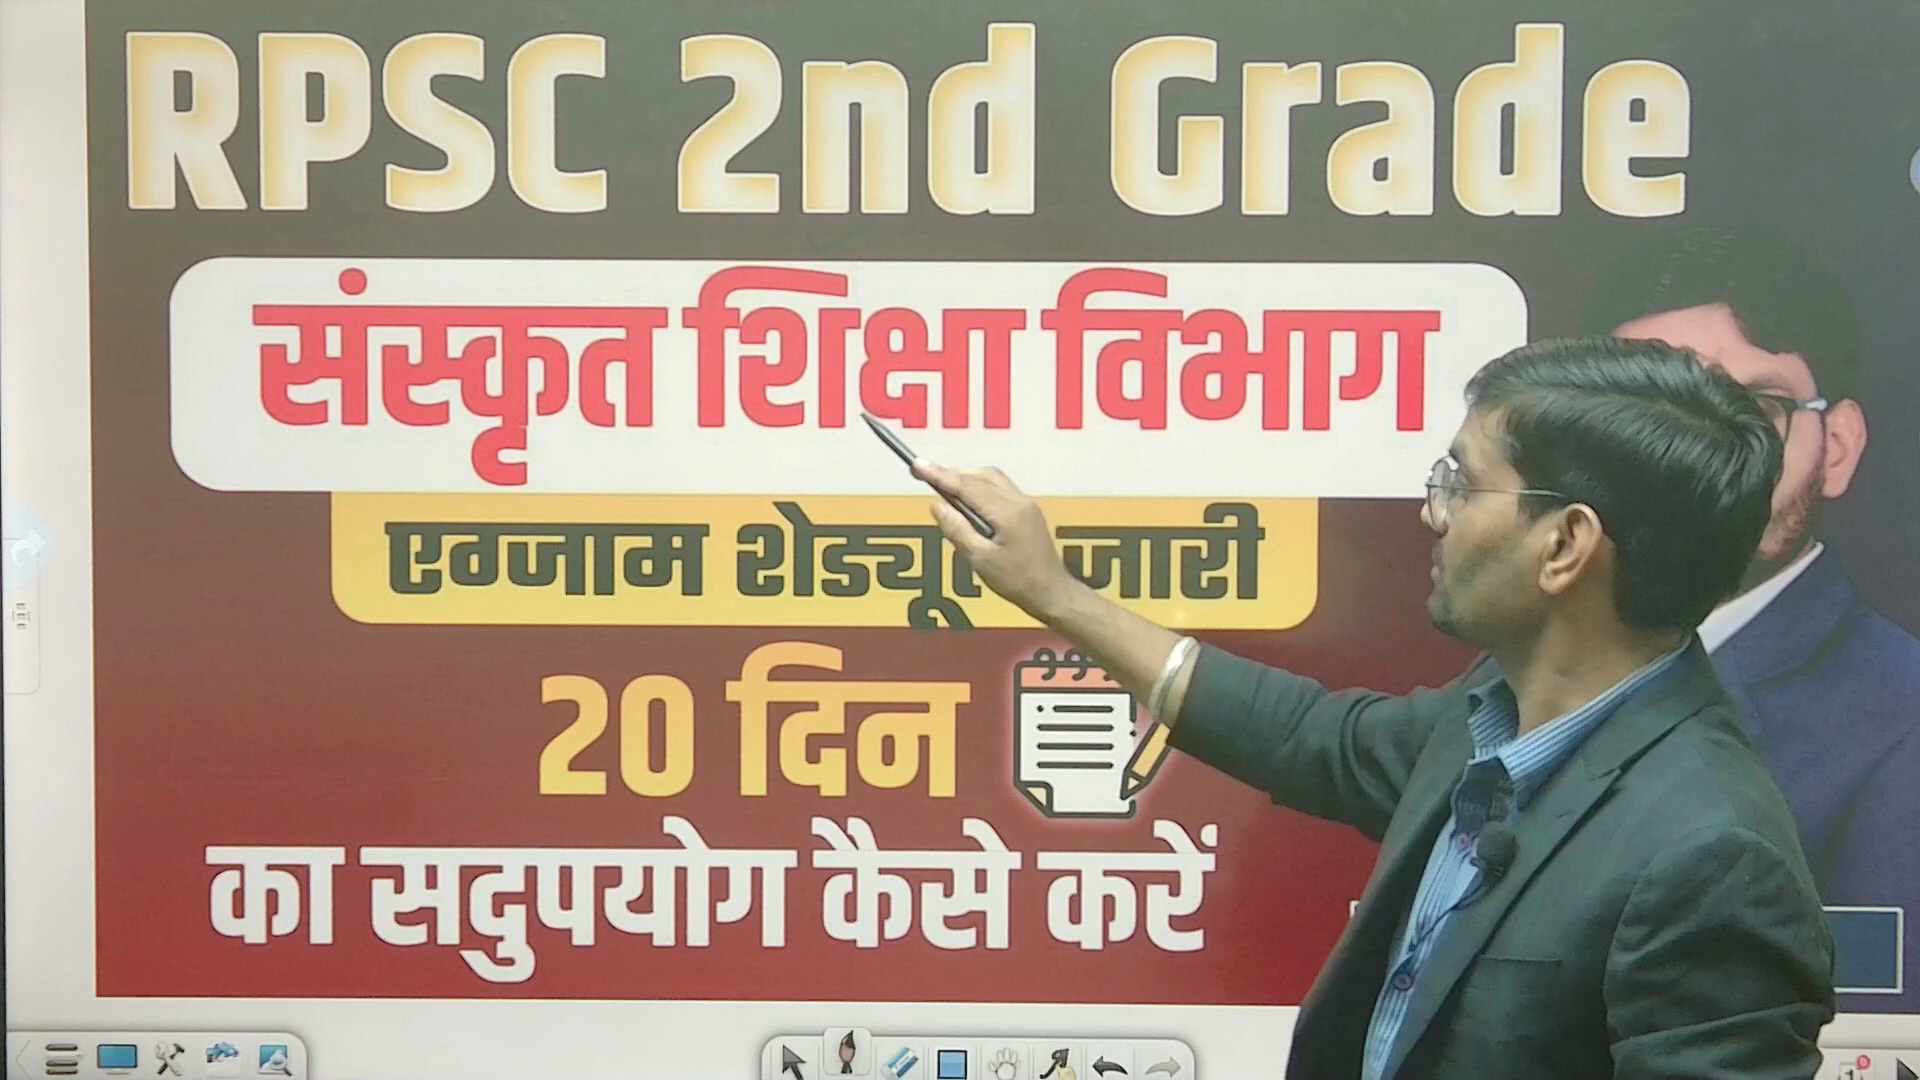 RPSC 2nd Grade
संस्कृत शिक्षा विभाग
एग्जाम शेड्यूल जारी
20 दिन
का सदुपयोग कैसे करें